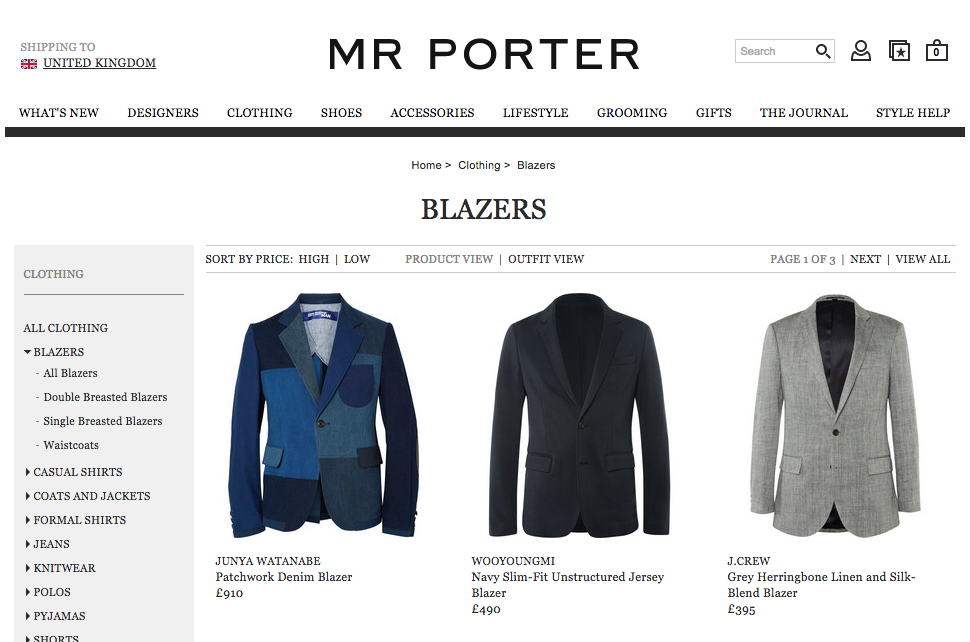 SHIPPING TO
UNITED KINGDOM
MR PORTER
Search
0
WHAT'S NEW DESIGNERS CLOTHING SHOES ACCESSORIES LIFESTYLE GROOMING GIFTS THE JOURNAL STYLE HELP
Home > Clothing > Blazers
BLAZERS
CLOTHING
ALL CLOTHING
BLAZERS
- All Blazers
- Double Breasted Blazers
- Single Breasted Blazers
- Waistcoats
CASUAL SHIRTS
COATS AND JACKETS
FORMAL SHIRTS
JEANS
KNITWEAR
POLOS
PYJAMAS
SHORTS
SORT BY PRICE: HIGH | LOW PRODUCT VIEW | OUTFIT VIEW PAGE 1 OF 3 | NEXT | VIEW ALL
JUNYA WATANABE
Patchwork Denim Blazer
£910
WOOYOUNGMI
Navy Slim-Fit Unstructured Jersey
Blazer
£490
J.CREW
Grey Herringbone Linen and Silk-
Blend Blazer
£395